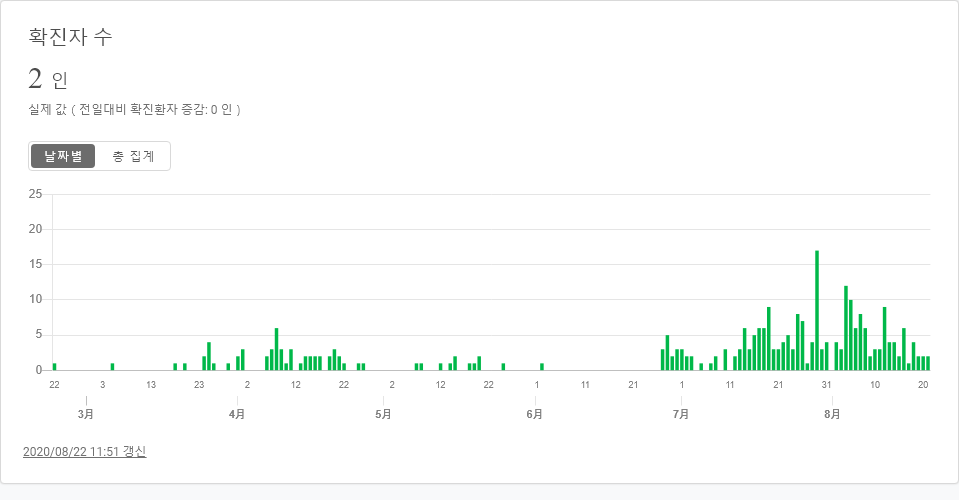 확진자 수
2 인
실제 값 ( 전일대비 확진환자 증감: 0 인 )
날짜별 총 집계
25
20
15
10
5
0
22 3 13 23 2 12 22 2 12 22 1 11 21 1 11 21 31 10 20
3月 4月 5月 6月 7月 8月
2020/08/22 11:51 갱신